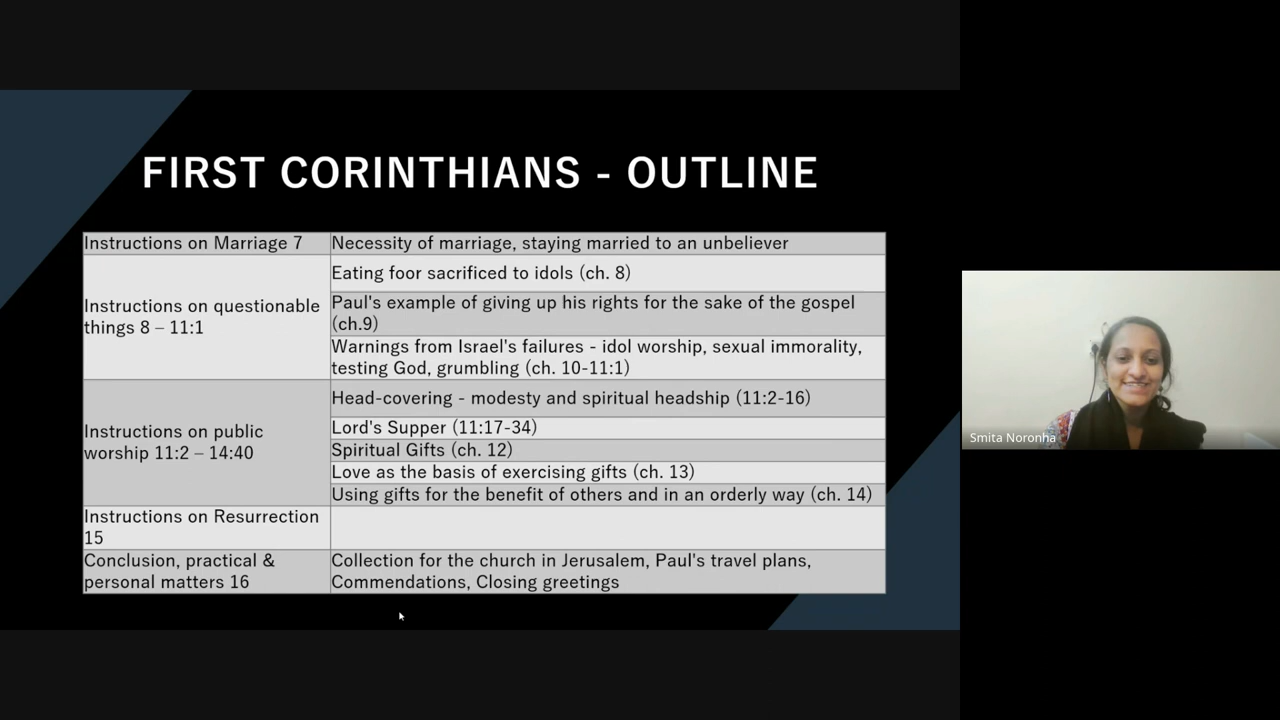 FIRST CORINTHIANS - OUTLINE
Instructions on Marriage 7
Necessity of marriage, staying married to an unbeliever
Instructions on questionable
things 8 – 11:1
Eating foor sacrificed to idols (ch. 8)
Paul's example of giving up his rights for the sake of the gospel
(ch.9)
Warnings from Israel's failures - idol worship, sexual immorality,
testing God, grumbling (ch. 10-11:1)
Instructions on public
worship 11:2 – 14:40
Head-covering - modesty and spiritual headship (11:2-16)
Lord's Supper (11:17-34)
Spiritual Gifts (ch. 12)
Love as the basis of exercising gifts (ch. 13)
Using gifts for the benefit of others and in an orderly way (ch. 14)
Instructions on Resurrection
15
Conclusion, practical &
personal matters 16
Collection for the church in Jerusalem, Paul's travel plans,
Commendations, Closing greetings
Smita Noronha